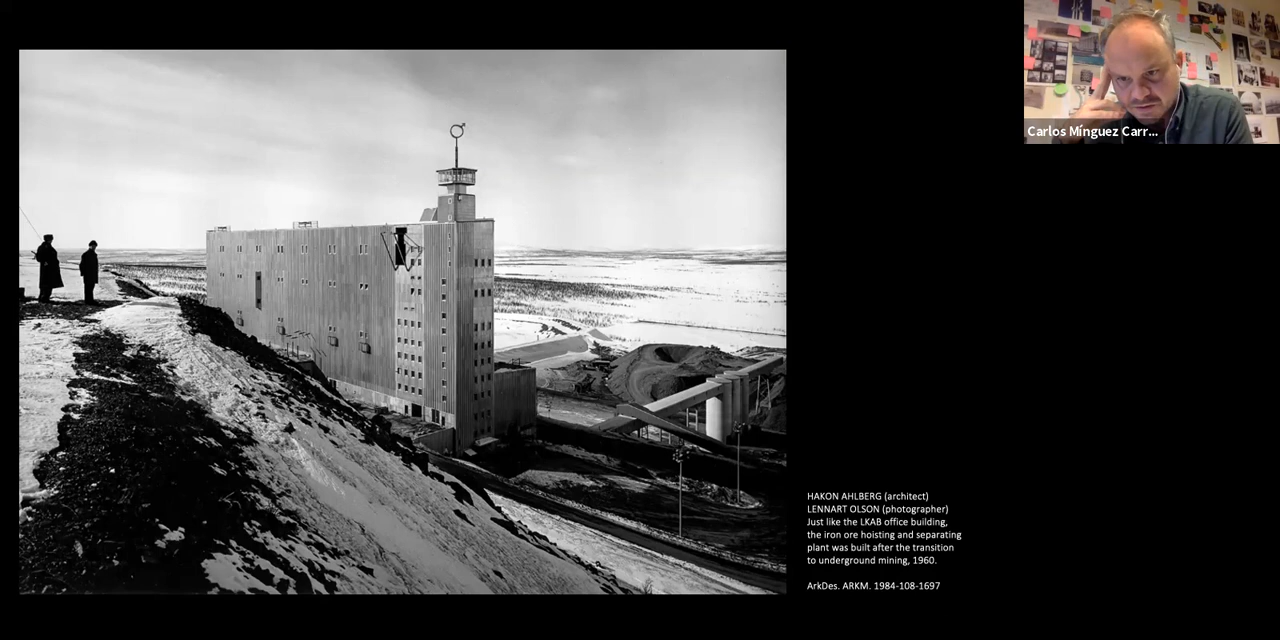 Carlos Mínguez Carr...
HAKON AHLBERG (architect)
LENNART OLSON (photographer)
Just like the LKAB office building,
the iron ore hoisting and separating
plant was built after the transition
to underground mining, 1960.
ArkDes. ARKM. 1984-108-1697